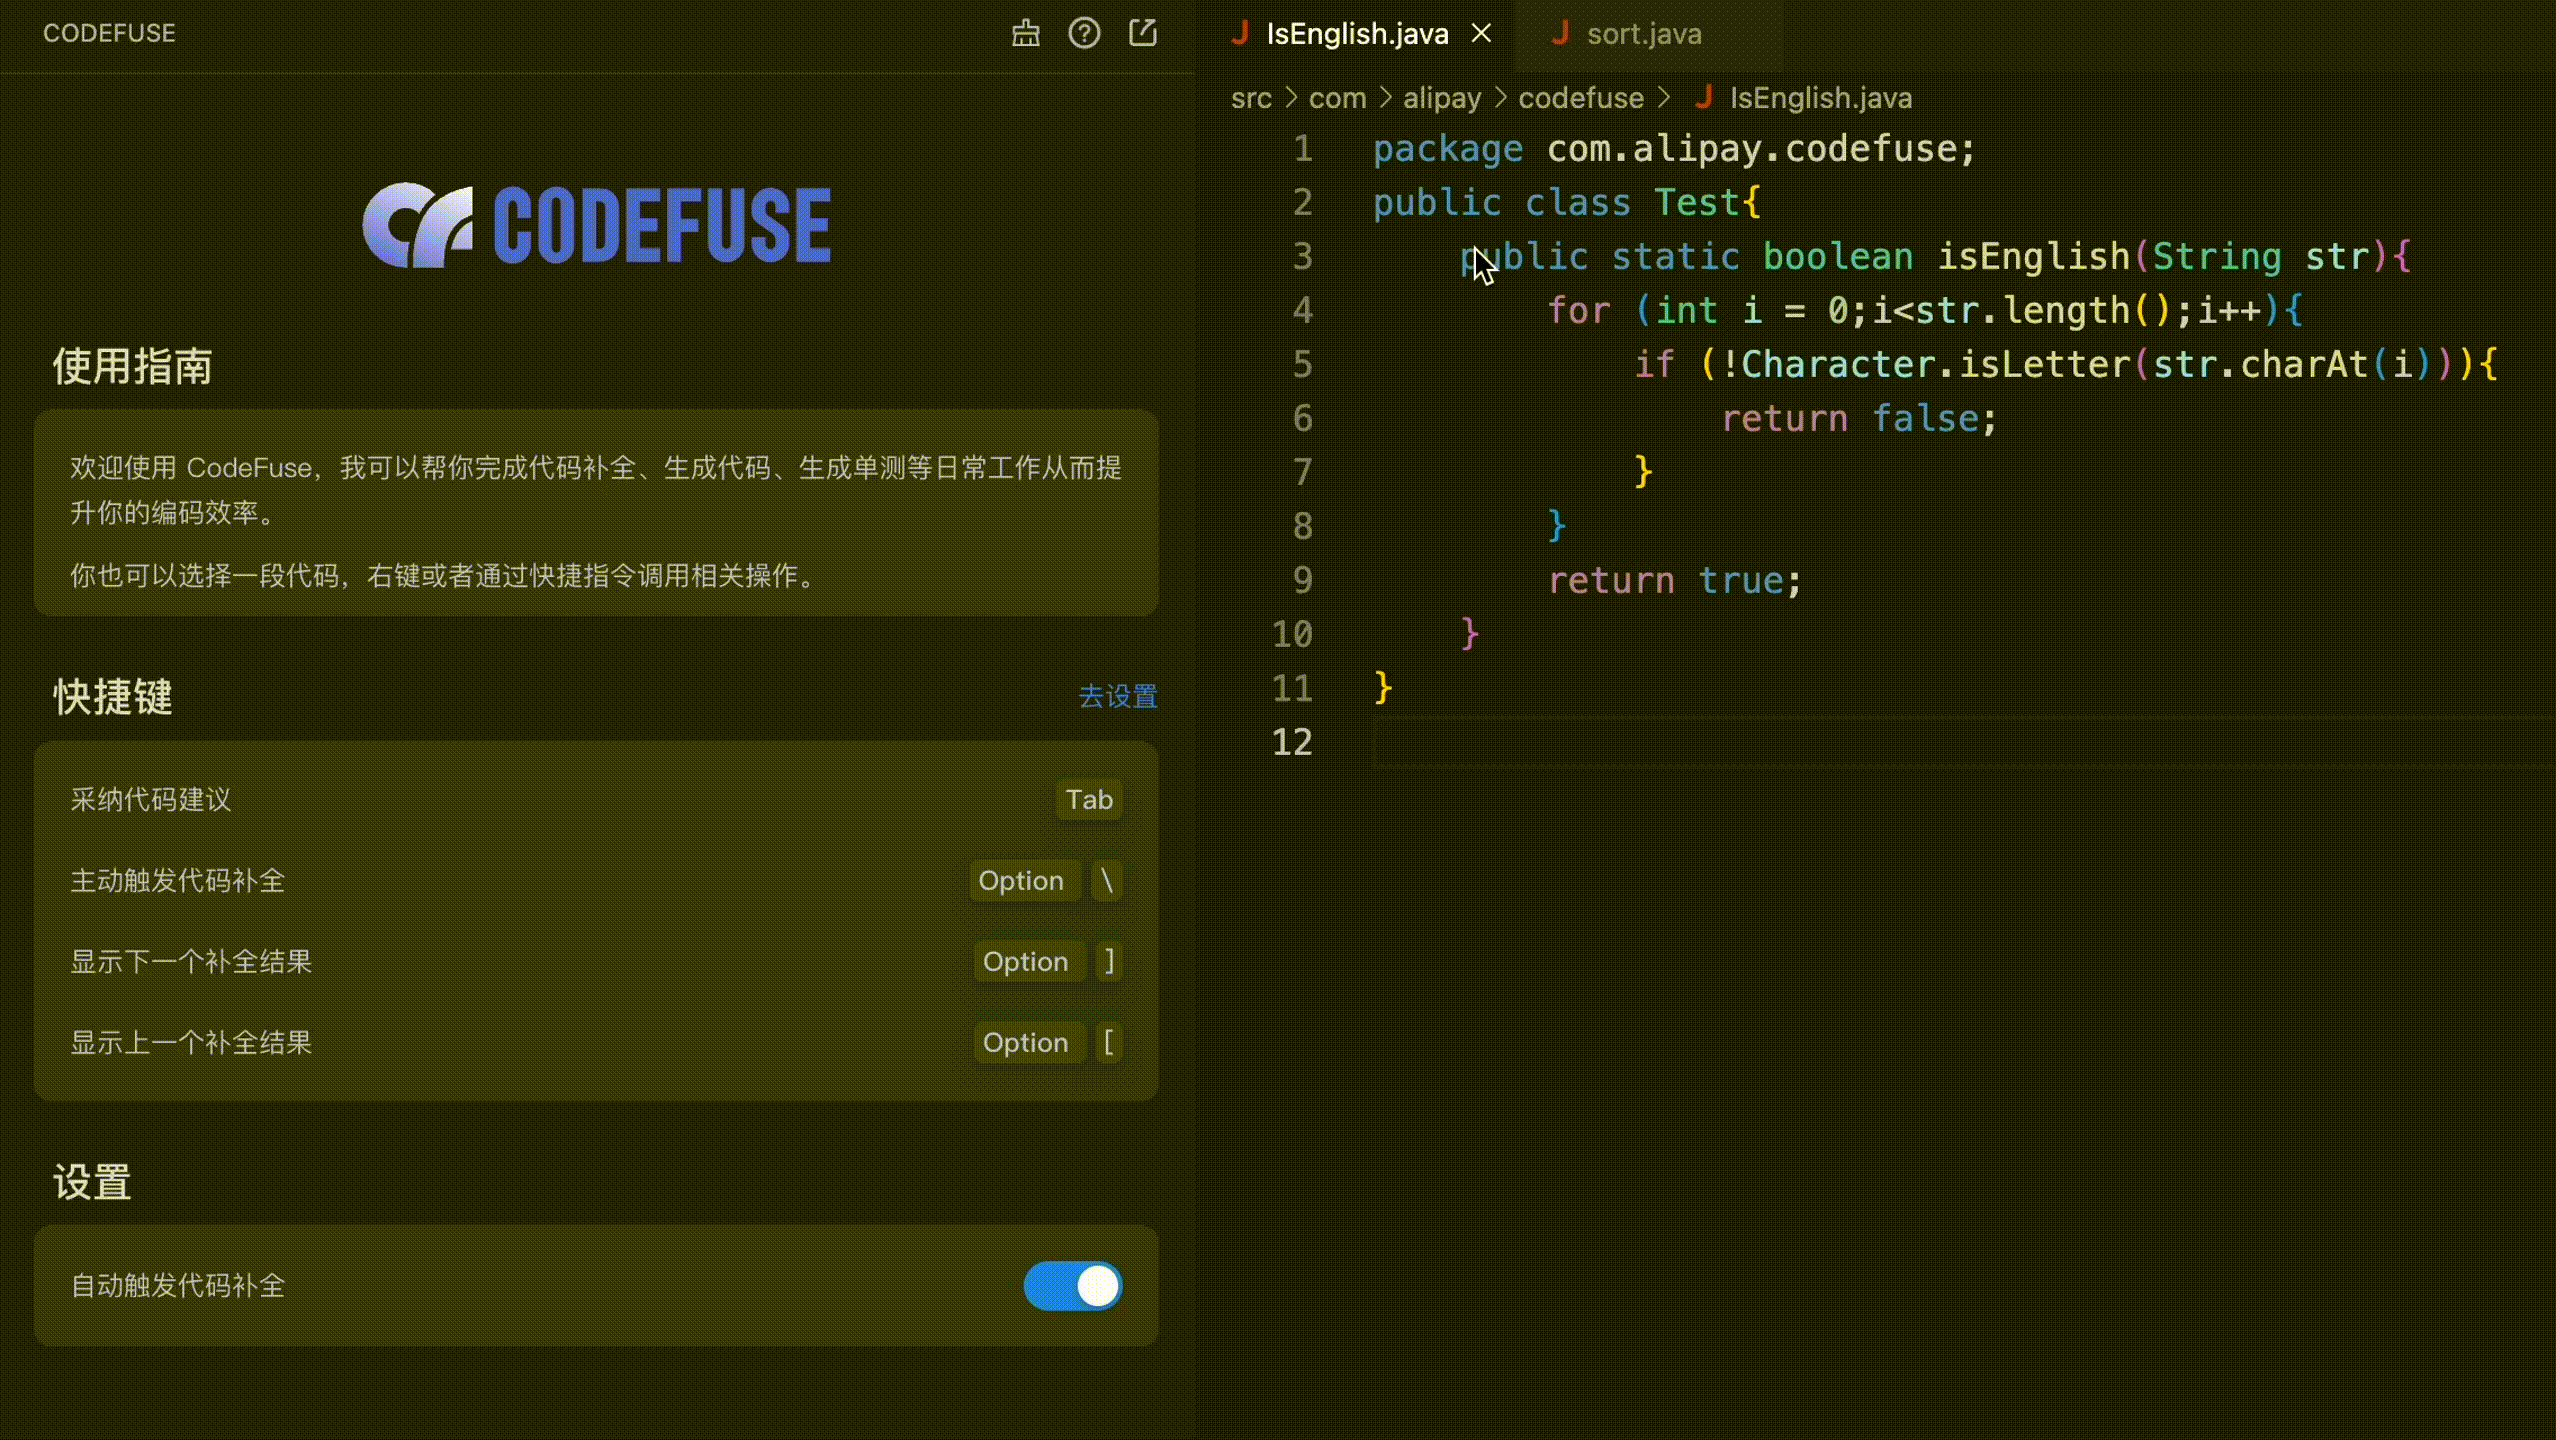 CODEFUSE
CODEFUSE
使用指南
欢迎使用 CodeFuse，我可以帮你完成代码补全、生成代码、生成单测等日常工作从而提
升你的编码效率。
你也可以选择一段代码，右键或者通过快捷指令调用相关操作。
快捷键
去设置
采纳代码建议
Tab
主动触发代码补全
Option \
显示下一个补全结果
Option ]
显示上一个补全结果
Option [
设置
自动触发代码补全
IsEnglish.java
sort.java
src > com > alipay > codefuse > J IsEnglish.java
1 package com.alipay.codefuse;
2 public class Test{
3 public static boolean isEnglish(String str){
4 for (int i = 0;i<str.length();i++){
5 if (!Character.isLetter(str.charAt(i))){
6 return false;
7 }
8 }
9 return true;
10 }
11 }
12